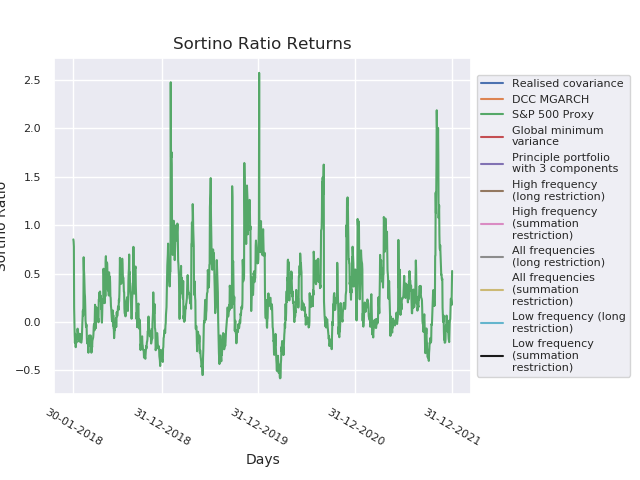 Sortino Ratio Returns
2.5
2.0
1.5
1.0
0.5
0.0
−0.5
Sortino Ratio
30-01-2018
31-12-2018
31-12-2019
31-12-2020
31-12-2021
Days
Realised covariance
DCC MGARCH
S&P 500 Proxy
Global minimum
variance
Principle portfolio
with 3 components
High frequency
(long restriction)
High frequency
(summation
restriction)
All frequencies
(long restriction)
All frequencies
(summation
restriction)
Low frequency (long
restriction)
Low frequency
(summation
restriction)